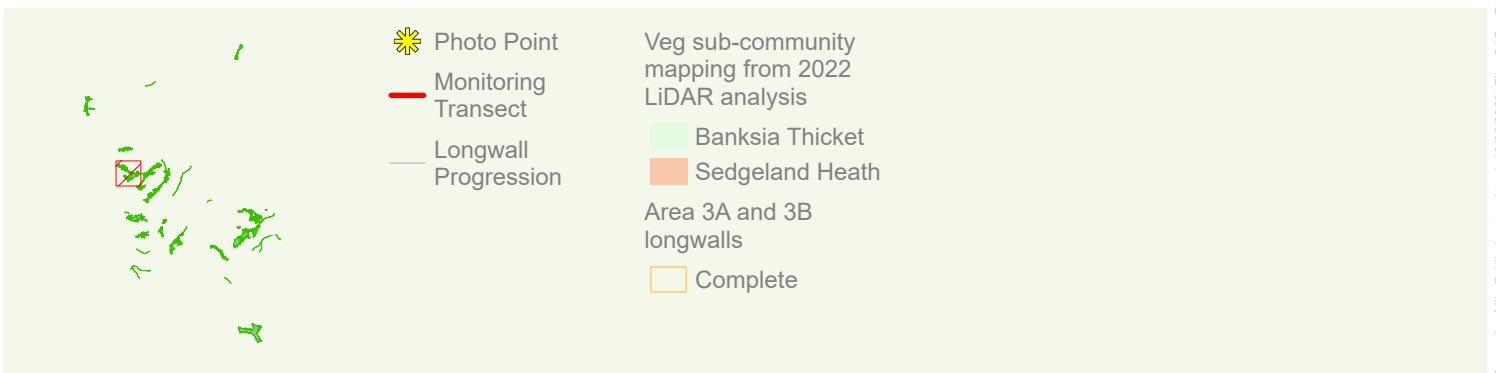 Photo Point
Monitoring
Transect
Longwall
Progression
Veg sub-community
mapping from 2022
LiDAR analysis
Banksia Thicket
Sedgeland Heath
Area 3A and 3B
longwalls
Complete